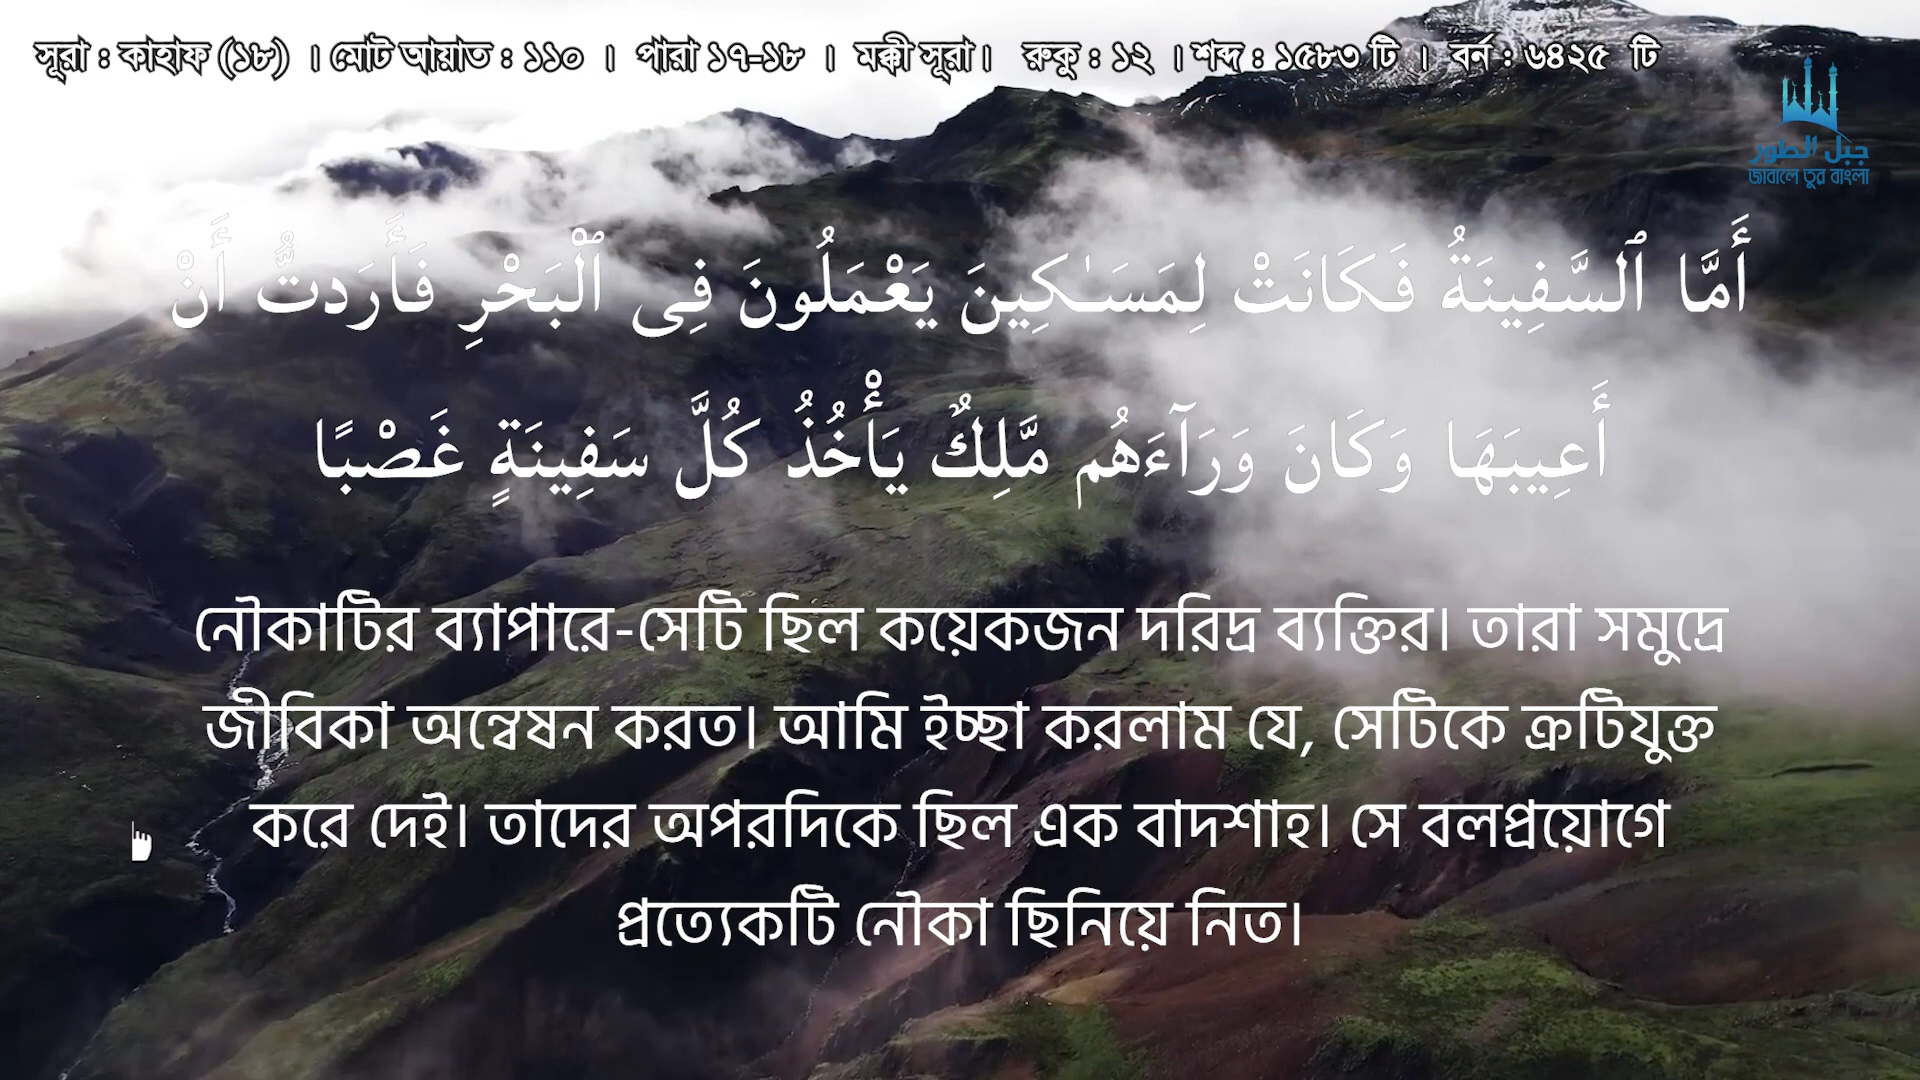 সূরা : কাহাফ (১৮) । মোট আয়াত : ১১০ । পারা ১৭-১৮ । মক্কী সূরা। রুকূ : ১২ । শব্দ : ১৫৮৩ টি । বর্ন : ৬৪২৫ টি
جبل الطور
জাবালে তুর বাংলা
أَمَّا ٱلسَّفِينَةُ فَكَانَتْ لِمَسَـٰكِينَ يَعْمَلُونَ فِى ٱلْبَحْرِ فَأَرَدتُّ أَنْ
أَعِيبَهَا وَكَانَ وَرَآءَهُم مَّلِكٌ يَأْخُذُ كُلَّ سَفِينَةٍ غَصْبًا
নৌকাটির ব্যাপারে-সেটি ছিল কয়েকজন দরিদ্র ব্যক্তির। তারা সমুদ্রে
জীবিকা অন্বেষন করত। আমি ইচ্ছা করলাম যে, সেটিকে ত্রুটিযুক্ত
করে দেই। তাদের অপরদিকে ছিল এক বাদশাহ। সে বলপ্রয়োগে
প্রত্যেকটি নৌকা ছিনিয়ে নিত।